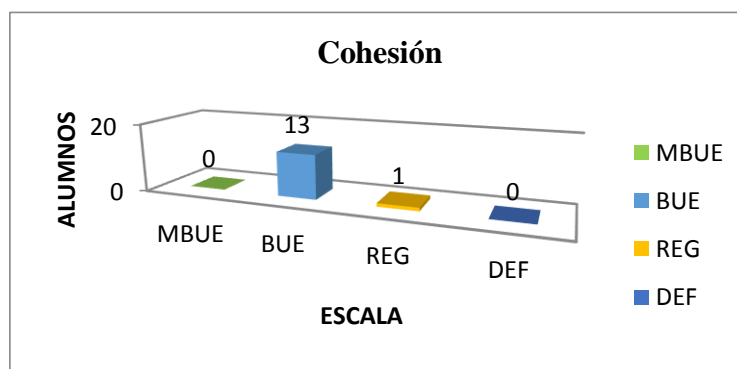 Cohesión
ALUMNOS
20
0
0
13
1
0
MBUE
BUE
REG
DEF
ESCALA
MBUE
BUE
REG
DEF